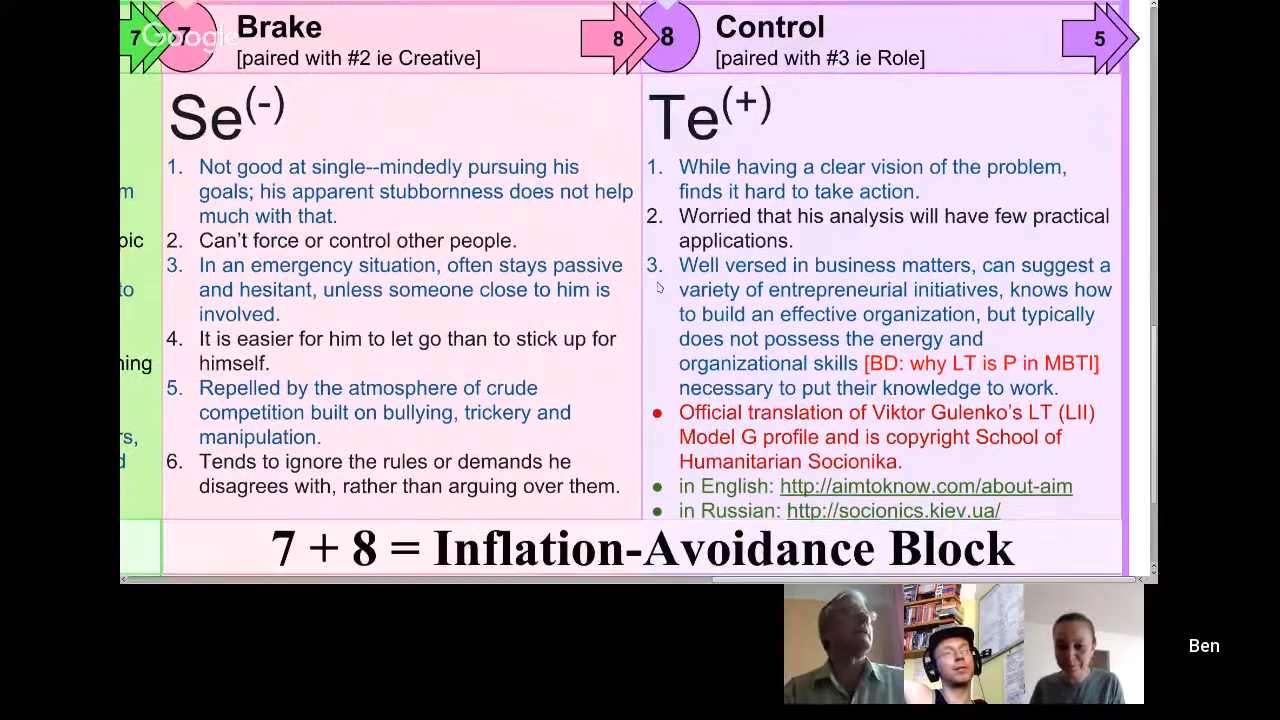 7
Google
7
Brake
[paired with #2 ie Creative]
8
8
Control
[paired with #3 ie Role]
5
Se(-)
1. Not good at single--mindedly pursuing his
goals; his apparent stubbornness does not help
much with that.
2. Can't force or control other people.
3. In an emergency situation, often stays passive
and hesitant, unless someone close to him is
involved.
4. It is easier for him to let go than to stick up for
himself.
5. Repelled by the atmosphere of crude
competition built on bullying, trickery and
manipulation.
6. Tends to ignore the rules or demands he
disagrees with, rather than arguing over them.
Te(+)
1. While having a clear vision of the problem,
finds it hard to take action.
2. Worried that his analysis will have few practical
applications.
3. Well versed in business matters, can suggest a
variety of entrepreneurial initiatives, knows how
to build an effective organization, but typically
does not possess the energy and
organizational skills [BD: why LT is P in MBTI]
necessary to put their knowledge to work.
● Official translation of Viktor Gulenko's LT (LII)
Model G profile and is copyright School of
Humanitarian Socionika.
● in English: http://aimtoknow.com/about-aim
● in Russian: http://socionics.kiev.ua/
7 + 8 = Inflation-Avoidance Block
Ben